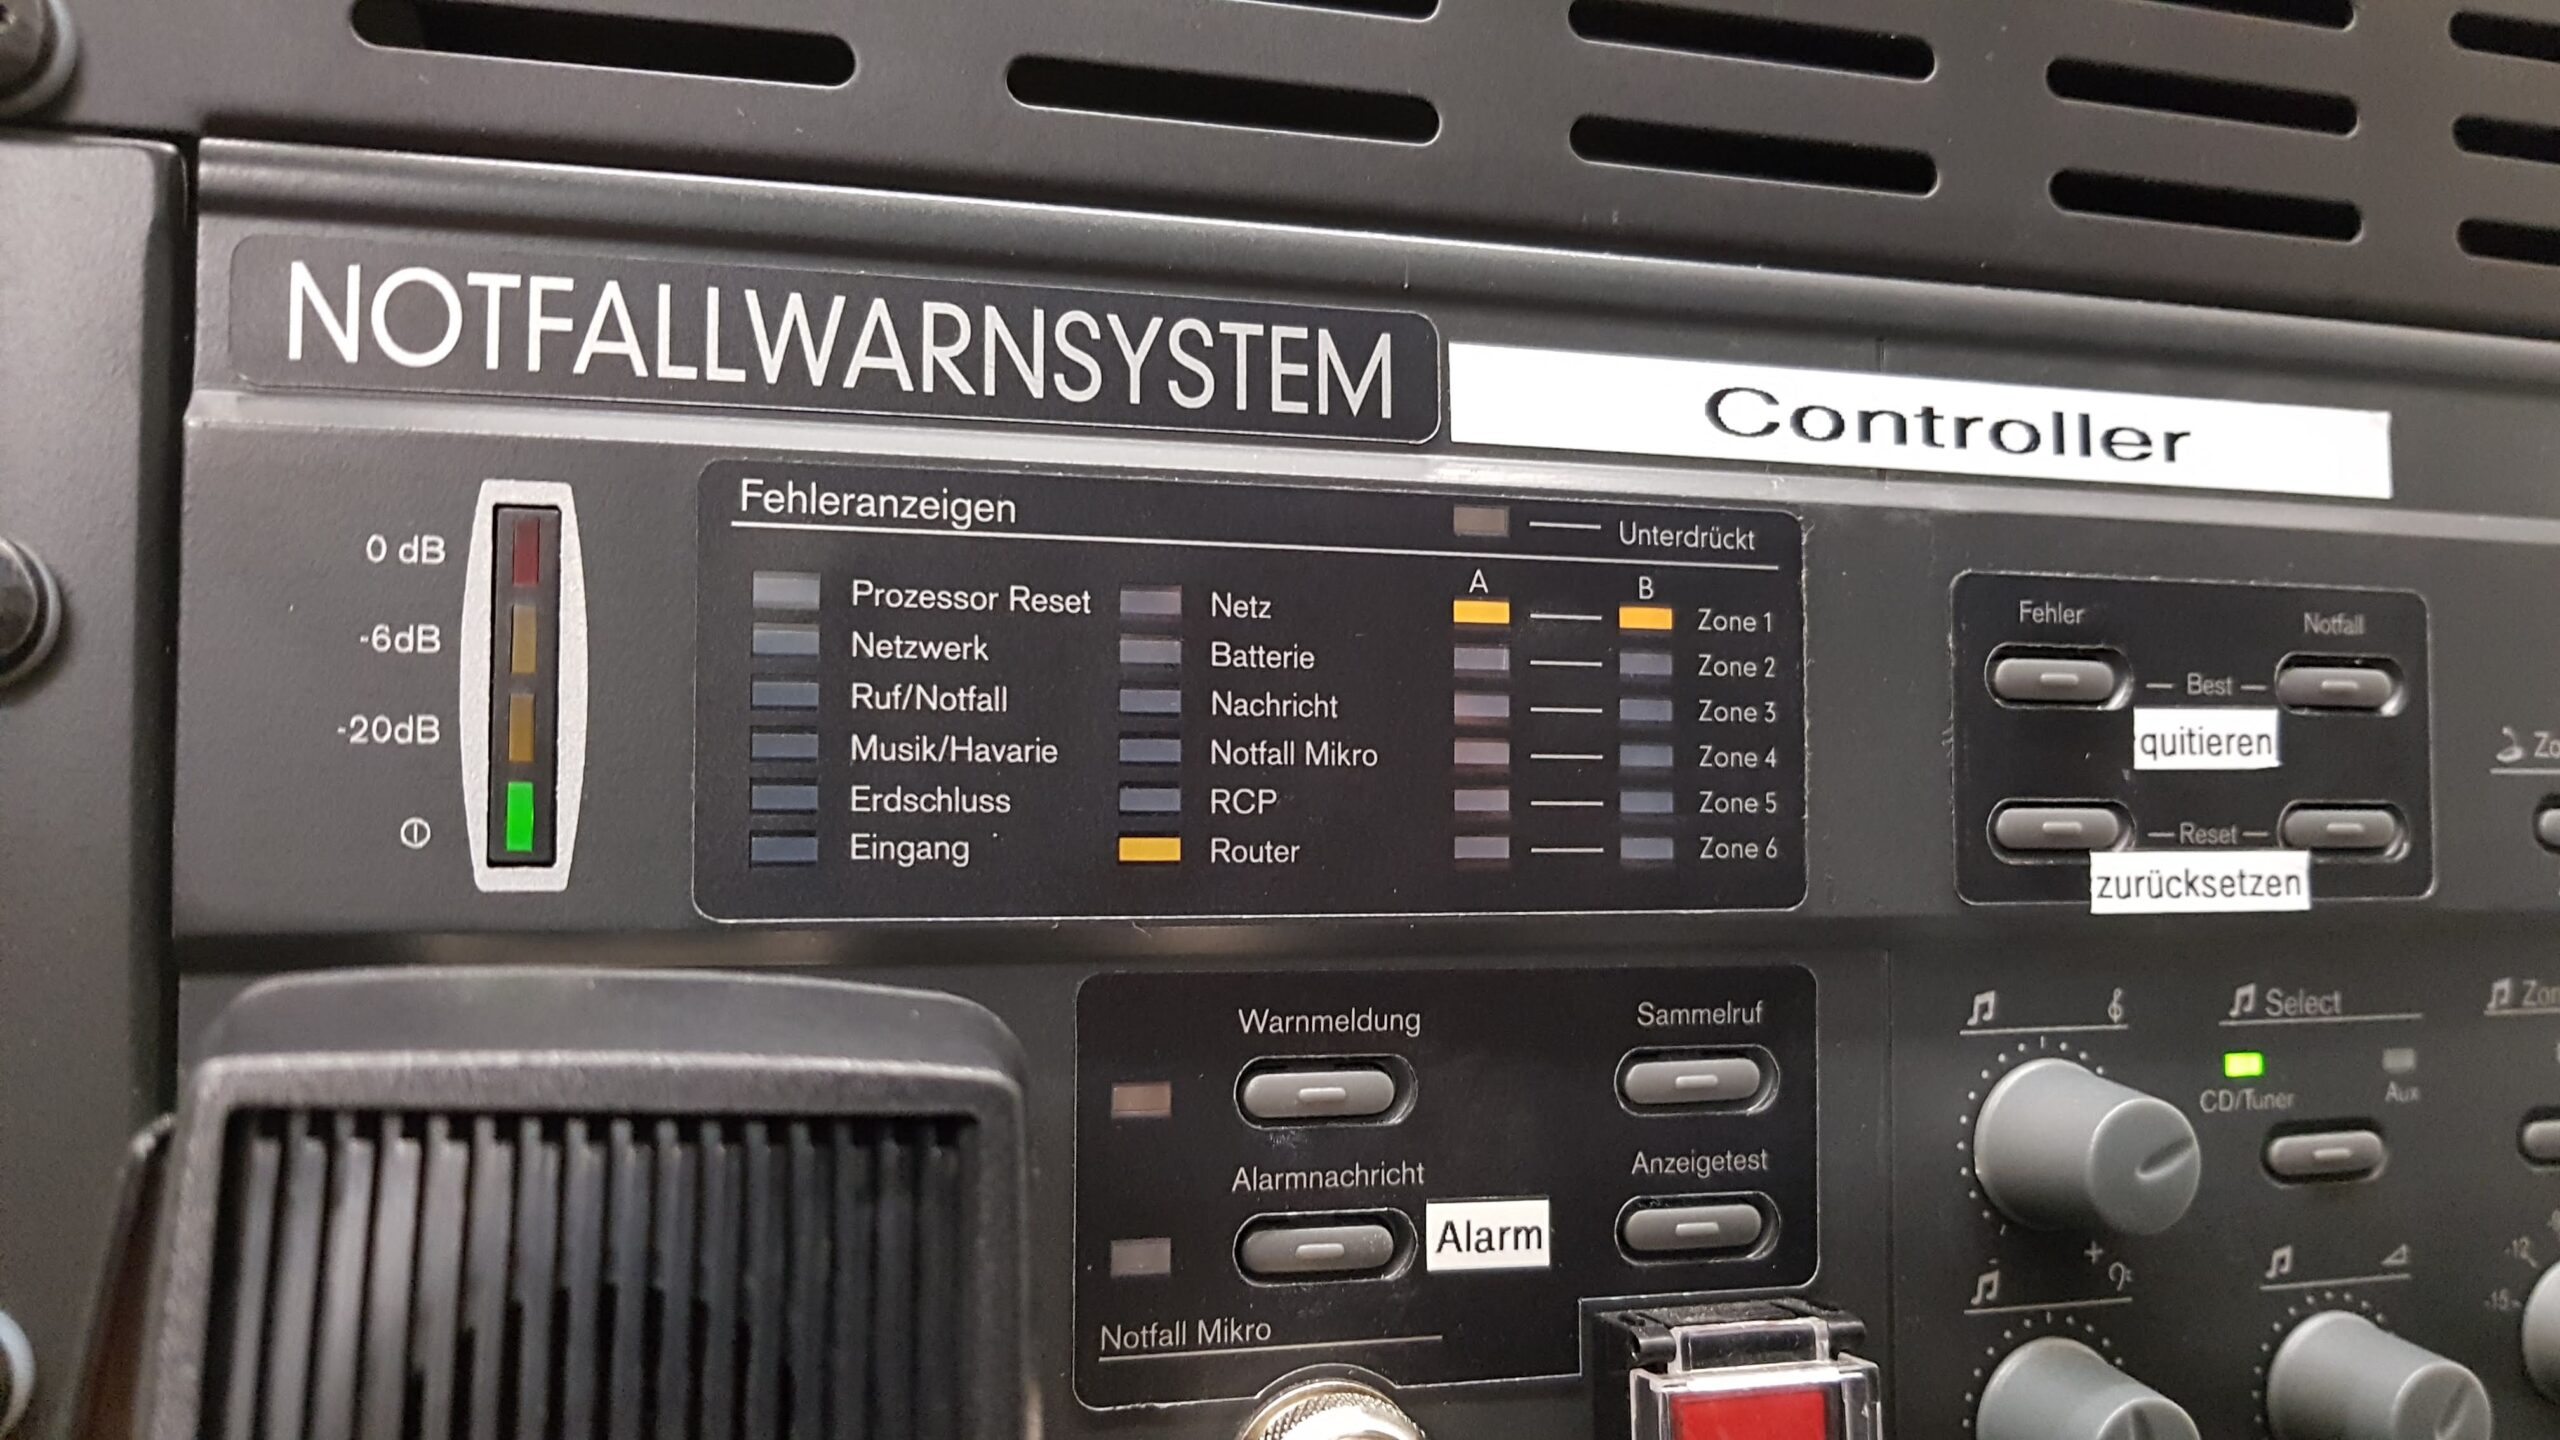 NOTFALLWARNSYSTEM
Controller
Fehleranzeigen
Unterdrückt
0 dB
-6dB
-20dB
Prozessor Reset
Netzwerk
Ruf/Notfall
Musik/Havarie
Erdschluss
Eingang
Netz
Batterie
Nachricht
Notfall Mikro
RCP
Router
A B
Zone 1
Zone 2
Zone 3
Zone 4
Zone 5
Zone 6
Fehler Notfall
Best
quitieren
Reset
zurücksetzen
Warnmeldung
Sammelruf
Alarmnachricht
Alarm
Anzeigetest
Notfall Mikro
Select
CD/Tuner
Aux
-12